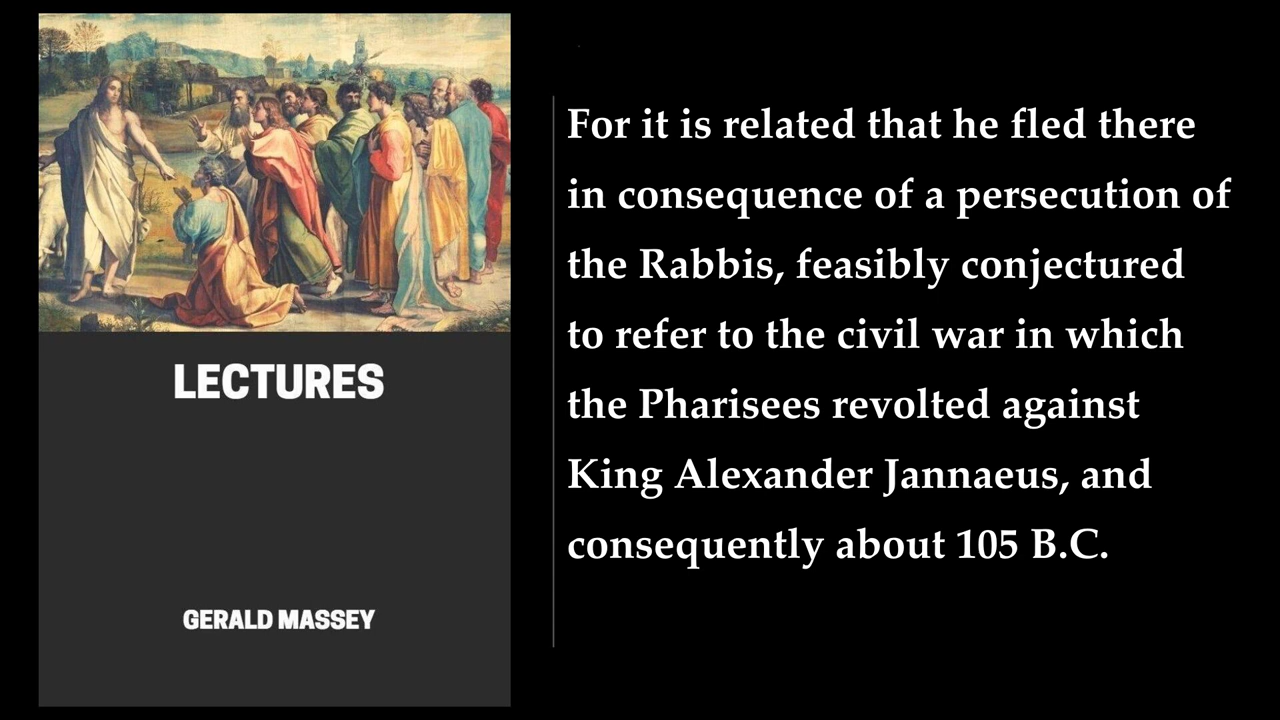 LECTURES
GERALD MASSEY
For it is related that he fled there
in consequence of a persecution of
the Rabbis, feasibly conjectured
to refer to the civil war in which
the Pharisees revolted against
King Alexander Jannaeus, and
consequently about 105 B.C.